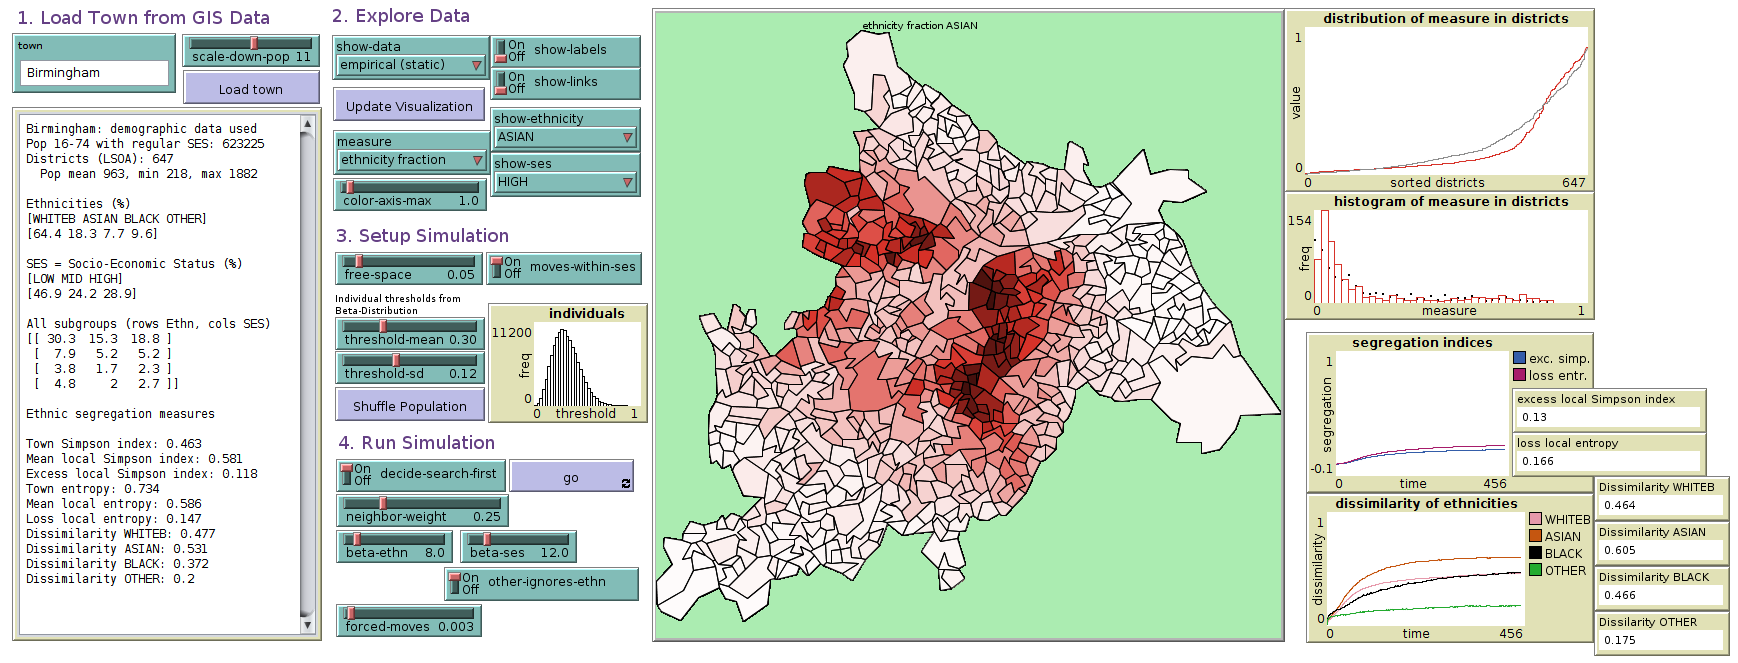 1. Load Town from GIS Data
town
Birmingham
scale-down-pop 11
Load town
Birmingham: demographic data used
Pop 16-74 with regular SES: 623225
Districts (LSOA): 647
Pop mean 963, min 218, max 1882
Ethnicities (%)
[WHITEB ASIAN BLACK OTHER]
[64.4 18.3 7.7 9.6]
SES = Socio-Economic Status (%)
[LOW MID HIGH]
[46.9 24.2 28.9]
All subgroups (rows Ethn, cols SES)
[[ 30.3 15.3 18.8 ]
[ 7.9 5.2 5.2 ]
[ 3.8 1.7 2.3 ]
[ 4.8 2 2.7 ]]
Ethnic segregation measures
Town Simpson index: 0.463
Mean local Simpson index: 0.581
Excess local Simpson index: 0.118
Town entropy: 0.734
Mean local entropy: 0.586
Loss local entropy: 0.147
Dissimilarity WHITEB: 0.477
Dissimilarity ASIAN: 0.531
Dissimilarity BLACK: 0.372
Dissimilarity OTHER: 0.2
2. Explore Data
show-data
empirical (static)
On
Off
show-labels
On
Off
show-links
Update Visualization
show-ethnicity
ASIAN
measure
ethnicity fraction
show-ses
HIGH
color-axis-max 1.0
3. Setup Simulation
free-space 0.05
On
Off
moves-within-ses
Individual thresholds from
Beta-Distribution
threshold-mean 0.30
threshold-sd 0.12
Shuffle Population
individuals
11200
freq
0
0 threshold 1
4. Run Simulation
On
Off
decide-search-first
go
neighbor-weight 0.25
beta-ethn 8.0
beta-ses 12.0
On
Off
other-ignores-ethn
forced-moves 0.003
ethnicity fraction ASIAN
distribution of measure in districts
1
value
0
0 sorted districts 647
histogram of measure in districts
154
freq
0
0 measure 1
segregation indices
1
segregation
-0.1
0 time 456
exc. simp.
loss entr.
excess local Simpson index
0.13
loss local entropy
0.166
dissimilarity of ethnicities
1
dissimilarity
0
0 time 456
WHITEB
ASIAN
BLACK
OTHER
Dissimilarity WHITEB
0.464
Dissimilarity ASIAN
0.605
Dissimilarity BLACK
0.466
Dissilarity OTHER
0.175